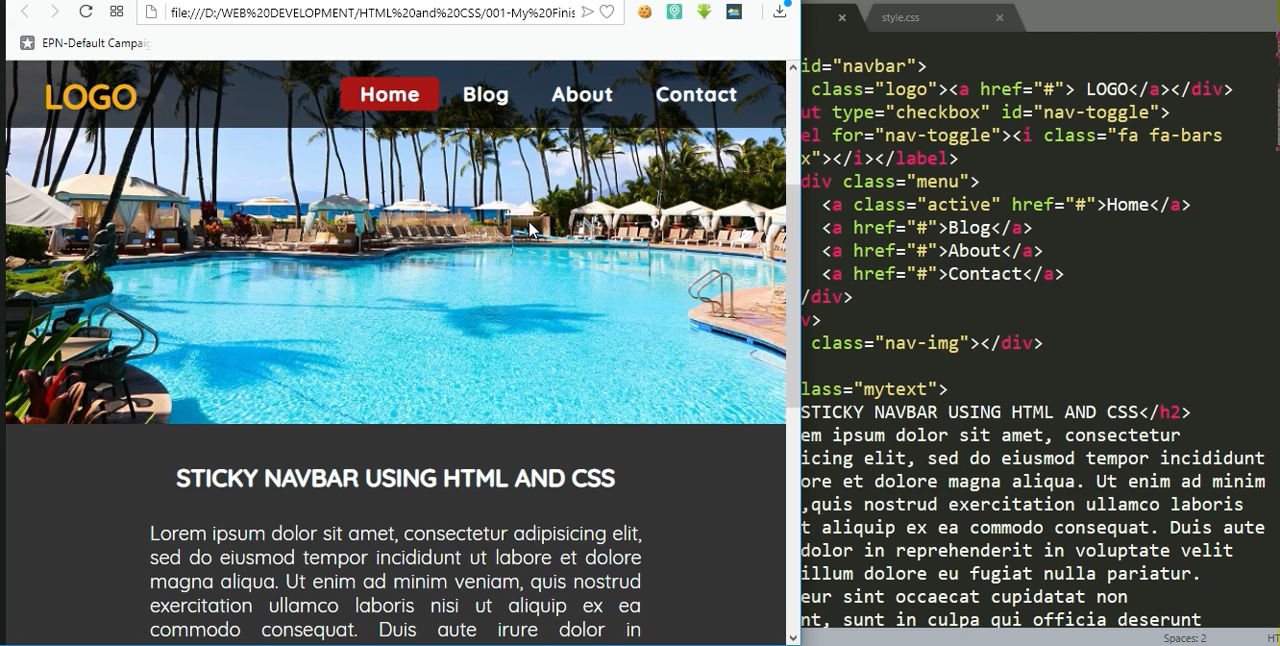 file:///D:/WEB%20DEVELOPMENT/HTML%20and%20CSS/001-My%20Finis
EPN-Default Campaig
LOGO
Home
Blog
About
Contact
STICKY NAVBAR USING HTML AND CSS
Lorem ipsum dolor sit amet, consectetur adipisicing elit,
sed do eiusmod tempor incididunt ut labore et dolore
magna aliqua. Ut enim ad minim veniam, quis nostrud
exercitation ullamco laboris nisi ut aliquip ex ea
commodo consequat. Duis aute irure dolor in
style.css
id="navbar">
class="logo"><a href="#"> LOGO</a></div>
ut type="checkbox" id="nav-toggle">
el for="nav-toggle"><i class="fa fa-bars
x"></i></label>
div class="menu">
<a class="active" href="#">Home</a>
<a href="#">Blog</a>
<a href="#">About</a>
<a href="#">Contact</a>
/div>
v>
class="nav-img"></div>
lass="mytext">
STICKY NAVBAR USING HTML AND CSS</h2>
em ipsum dolor sit amet, consectetur
icing elit, sed do eiusmod tempor incididunt
ore et dolore magna aliqua. Ut enim ad minim
,quis nostrud exercitation ullamco laboris
t aliquip ex ea commodo consequat. Duis aute
dolor in reprehenderit in voluptate velit
illum dolore eu fugiat nulla pariatur.
eur sint occaecat cupidatat non
nt, sunt in culpa qui officia deserunt
Spaces: 2
HT